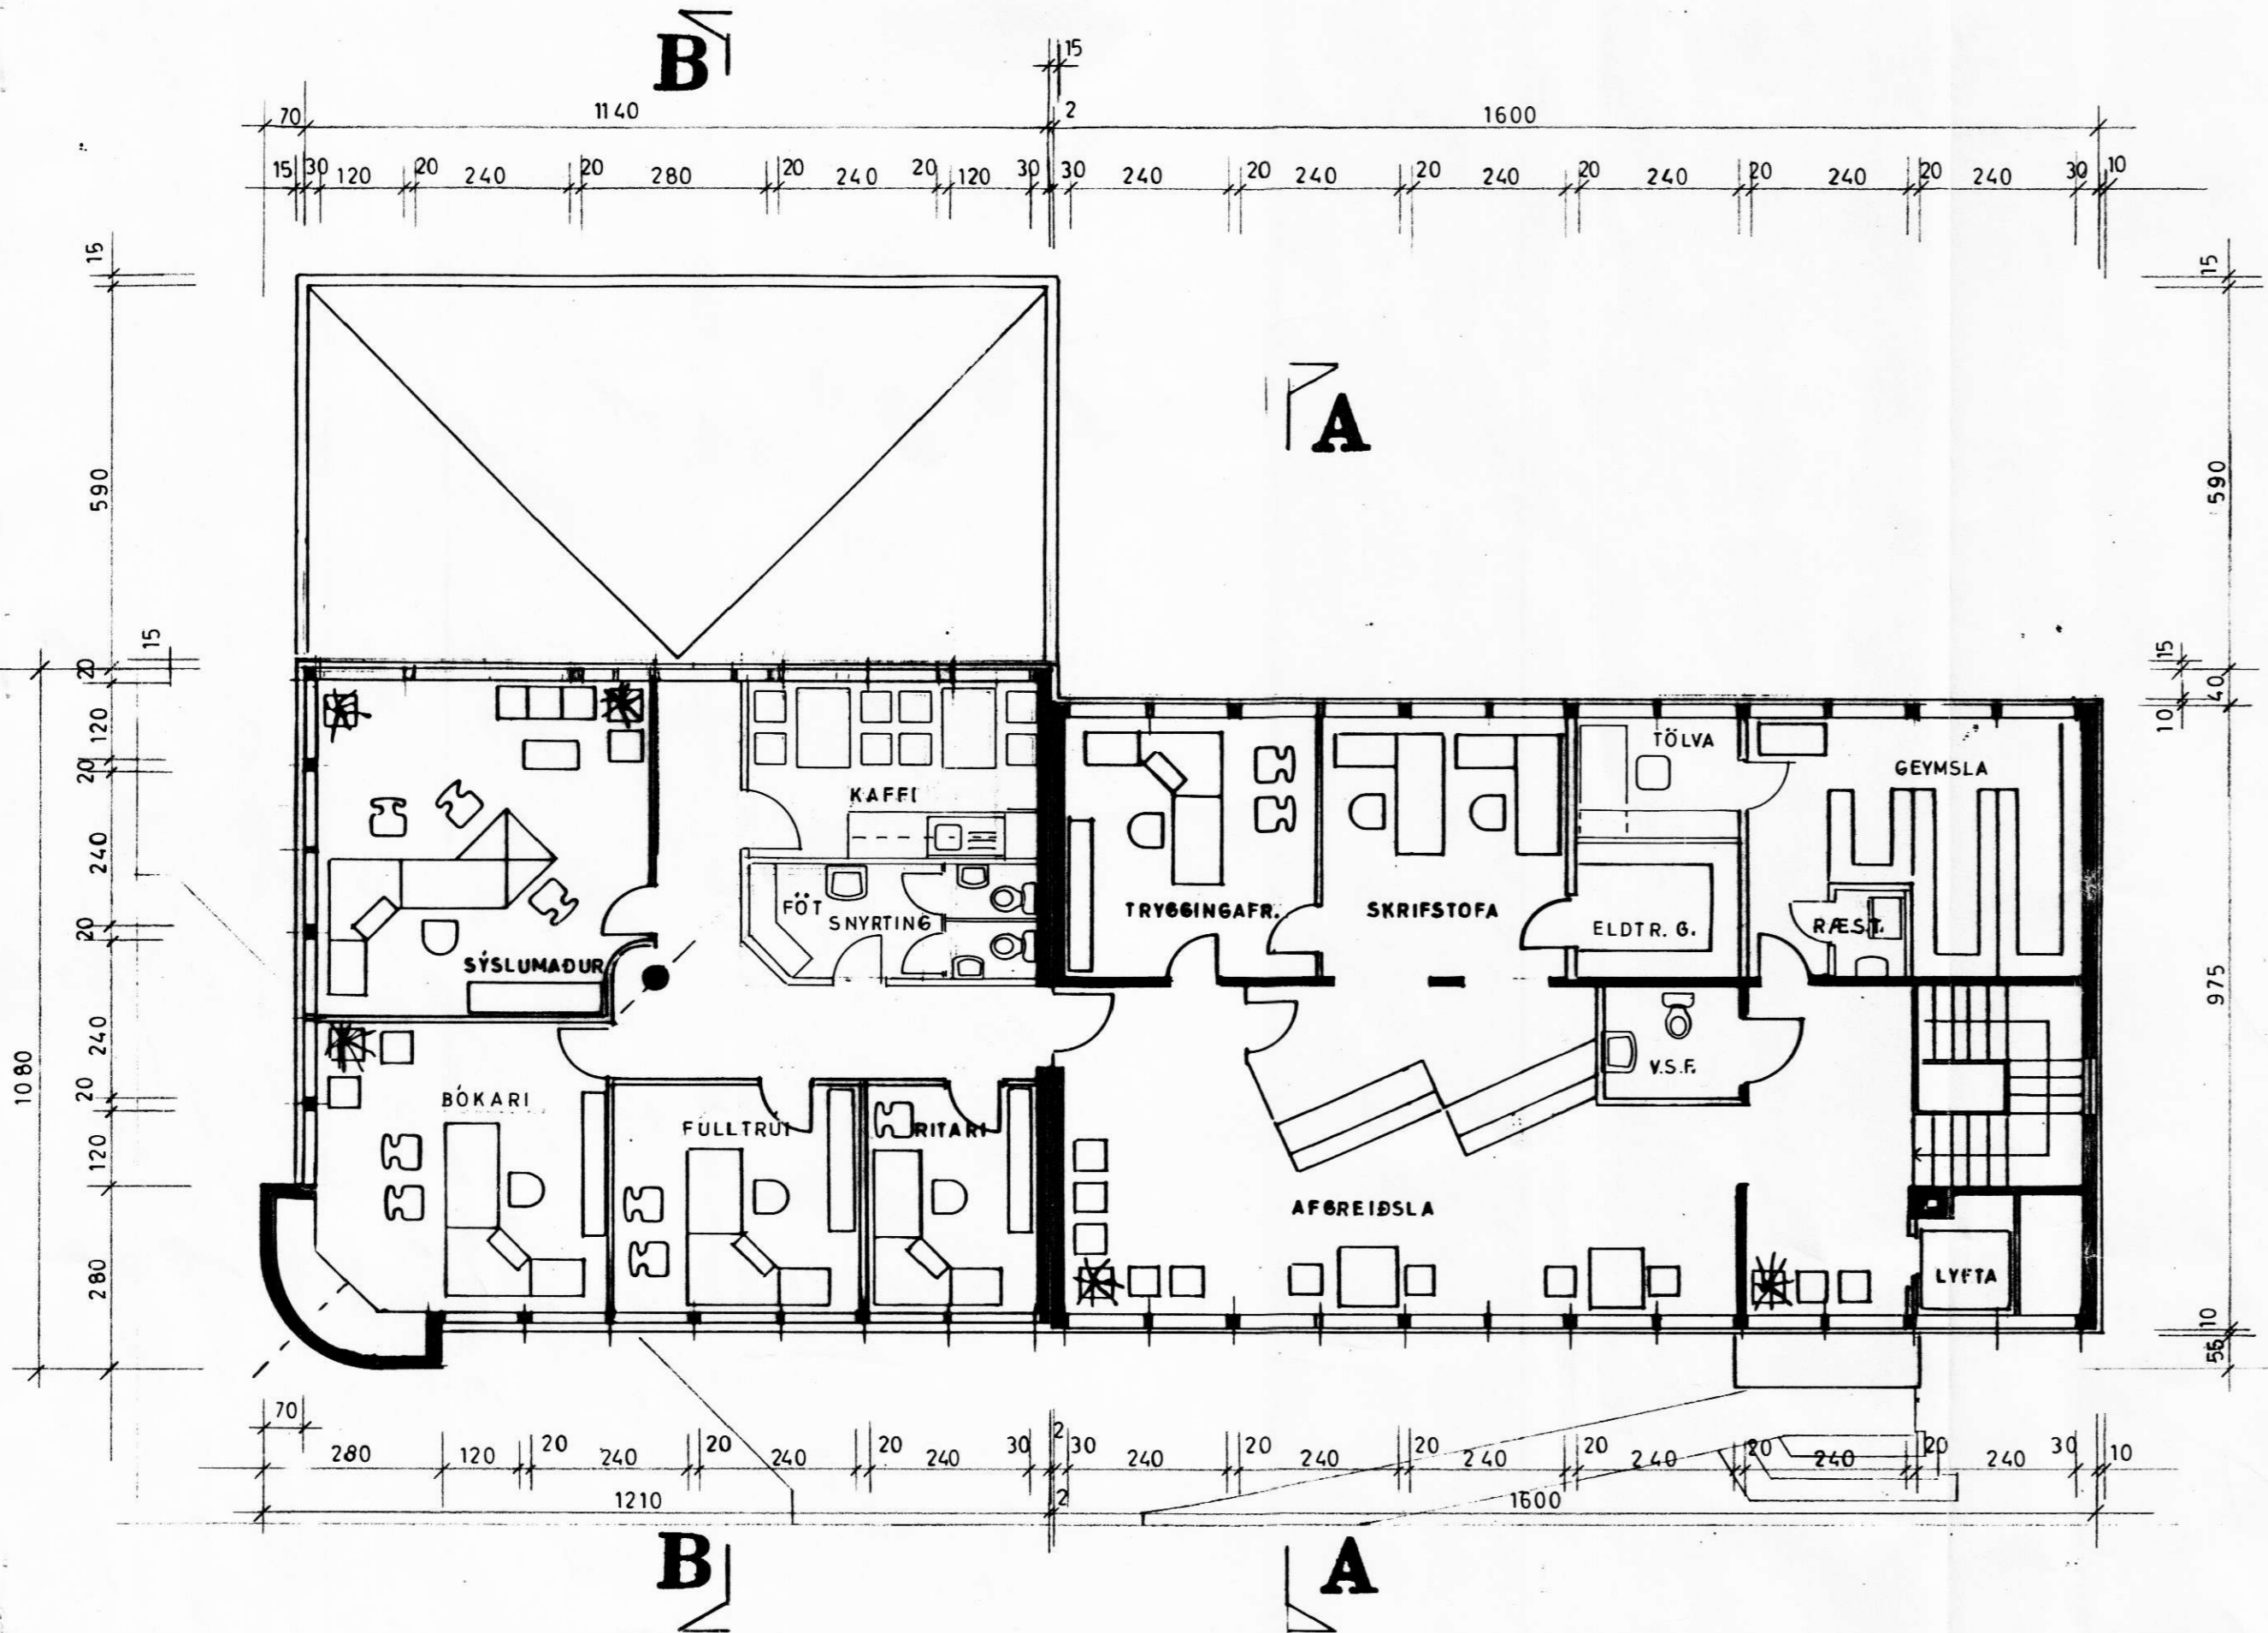 B
15
70 1140 2 1600
15 30 120 20 240 20 280 20 240 20 120 30 30 240 20 240 20 240 20 240 20 240 20 240 30 10
15
15
A
590
590
15
20
15
40
10
120
20
240
20
240
20
120
280
1080
975
10
55
TÖLVA
GEYMSLA
KAFFI
FÖT
SNYRTING
TRYGGINGAFR.
SKRIFSTOFA
ELDTR. G.
RÆST.
SÝSLUMAÐUR
V.S.F.
BÓKARI
FULLTRÚI
RITARI
AFGREIÐSLA
LYFTA
70
280 120 20 240 20 240 20 240 30 2 30 240 20 240 20 240 20 240 20 240 20 240 30 10
1210 2 1600
B
A